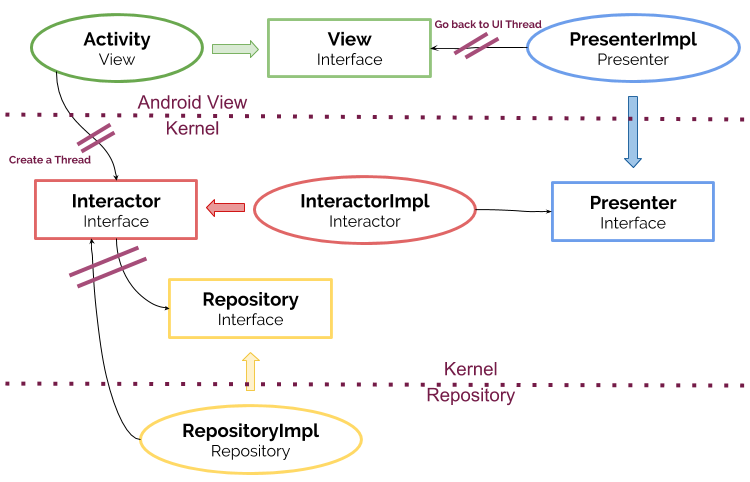 Activity
View
View
Interface
Go back to UI Thread
PresenterImpl
Presenter
Android View
Kernel
Create a Thread
Interactor
Interface
InteractorImpl
Interactor
Presenter
Interface
Repository
Interface
Kernel
Repository
RepositoryImpl
Repository